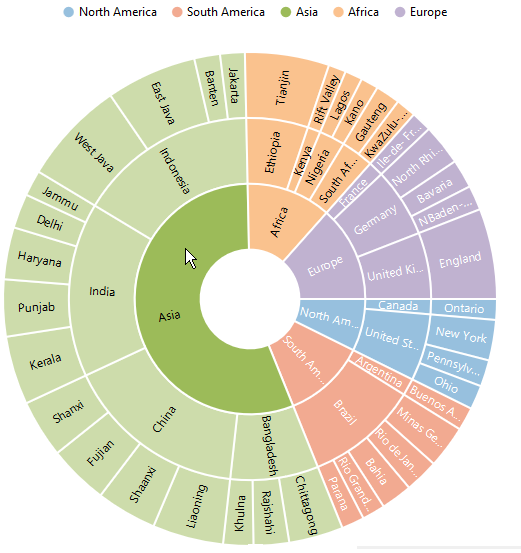 North America
South America
Asia
Africa
Europe
Asia
Africa
Europe
North Am...
South Am...
Indonesia
India
China
Bangladesh
Ethiopia
Kenya
Nigeria
South Af...
France
Germany
United Ki...
Canada
United St...
Argentina
Brazil
Jakarta
Banten
East Java
West Java
Jammu
Delhi
Haryana
Punjab
Kerala
Shanxi
Fujian
Shaanxi
Liaoning
Khulna
Rajshahi
Chittagong
Tianjin
Rift Valley
Lagos
Kano
Gauteng
KwaZulu-...
Ile-de- Fr...
North Rhi...
Bavaria
NBaden-...
England
Ontario
New York
Pennsylv...
Ohio
Buenos A...
Minas Ge...
Rio de Jan...
Bahia
Rio Grand...
Parana